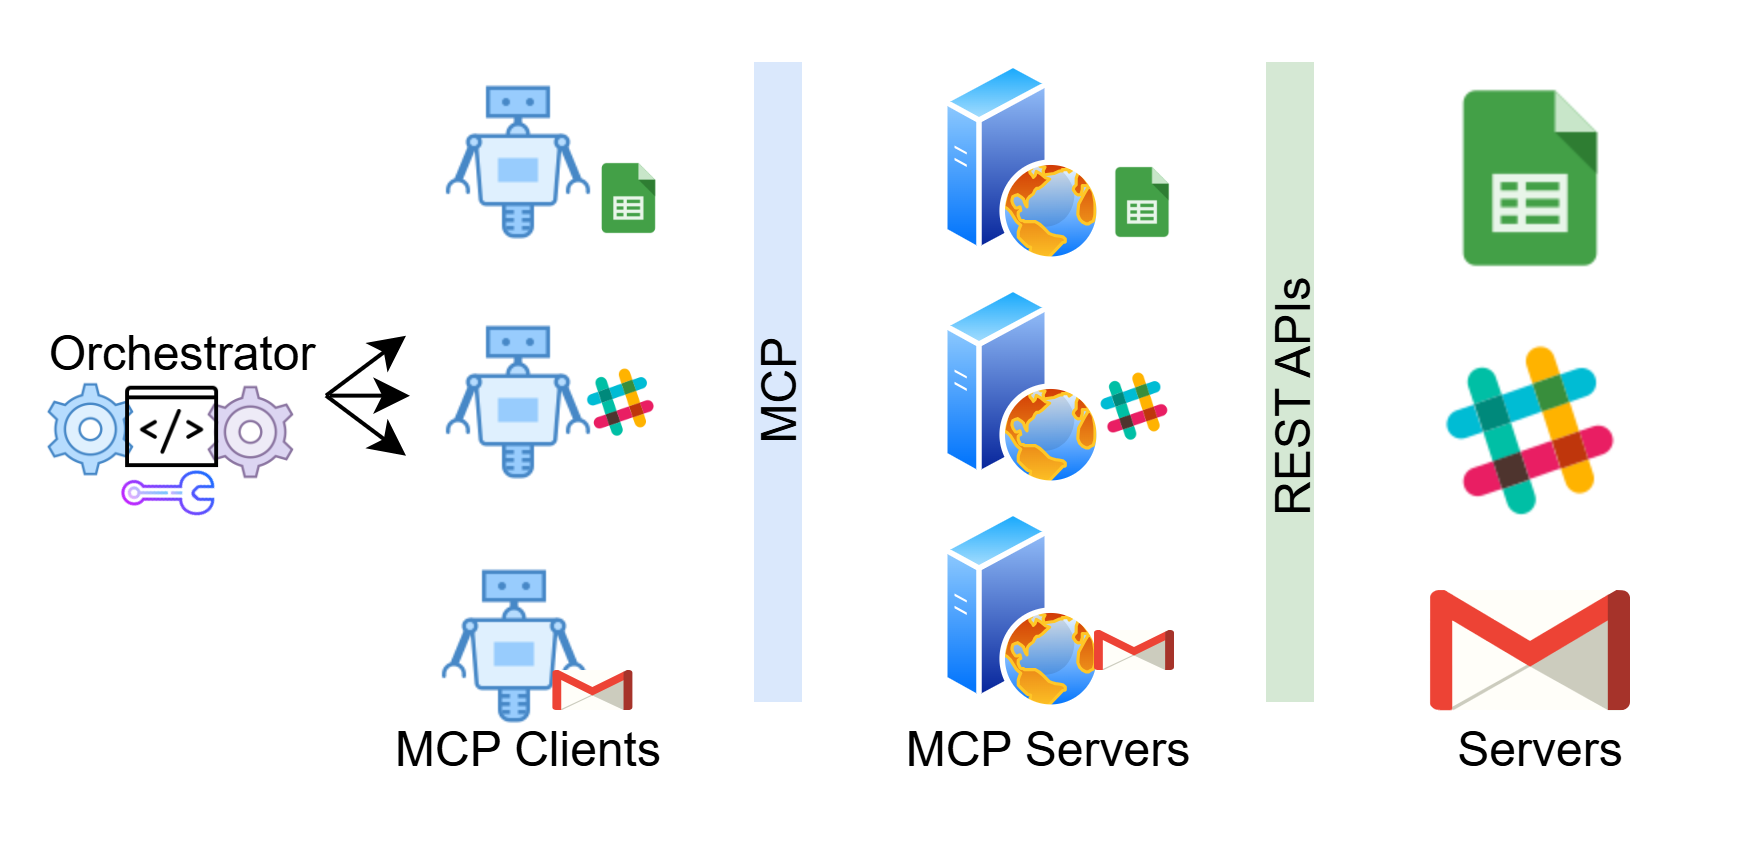 Orchestrator
</>
MCP
REST APIs
MCP Clients
MCP Servers
Servers